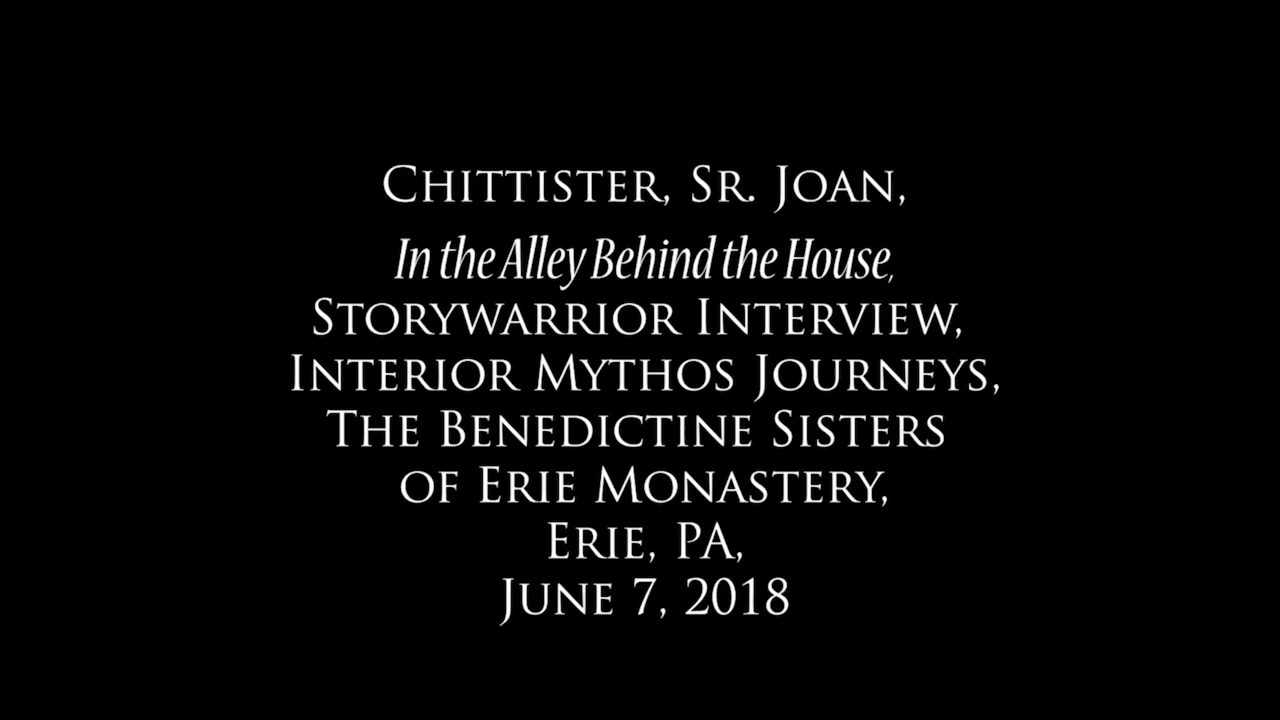 Chittister, Sr. Joan,
In the Alley Behind the House,
Storywarrior Interview,
Interior Mythos Journeys,
The Benedictine Sisters
of Erie Monastery,
Erie, PA,
June 7, 2018